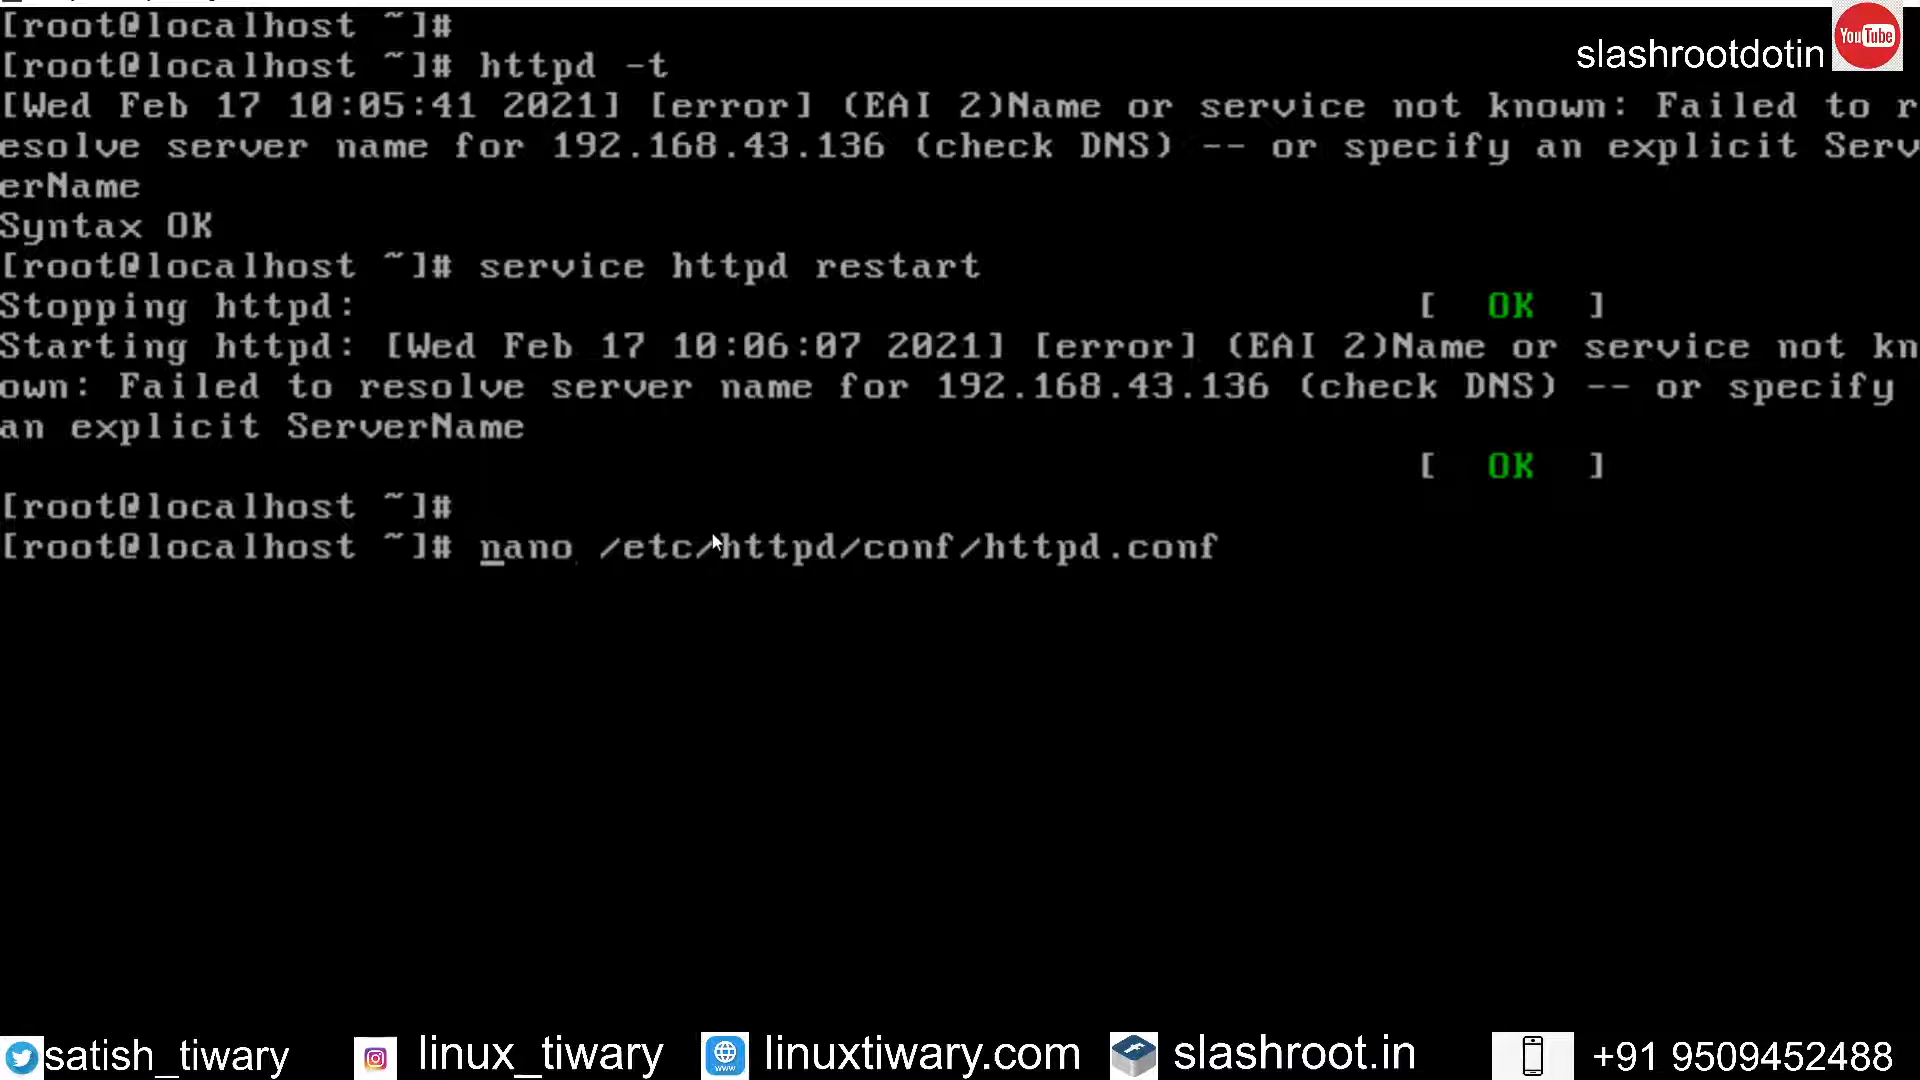 [root@localhost ~]#
slashrootdotin
YouTube
[root@localhost ~]# httpd -t
[Wed Feb 17 10:05:41 2021] [error] (EAI 2)Name or service not known: Failed to r
esolve server name for 192.168.43.136 (check DNS) -- or specify an explicit Serv
erName
Syntax OK
[root@localhost ~]# service httpd restart
Stopping httpd: [ OK ]
Starting httpd: [Wed Feb 17 10:06:07 2021] [error] (EAI 2)Name or service not kn
own: Failed to resolve server name for 192.168.43.136 (check DNS) -- or specify
an explicit ServerName
[ OK ]
[root@localhost ~]#
[root@localhost ~]# nano /etc/httpd/conf/httpd.conf
satish_tiwary linux_tiwary www linuxtiwary.com slashroot.in +91 9509452488